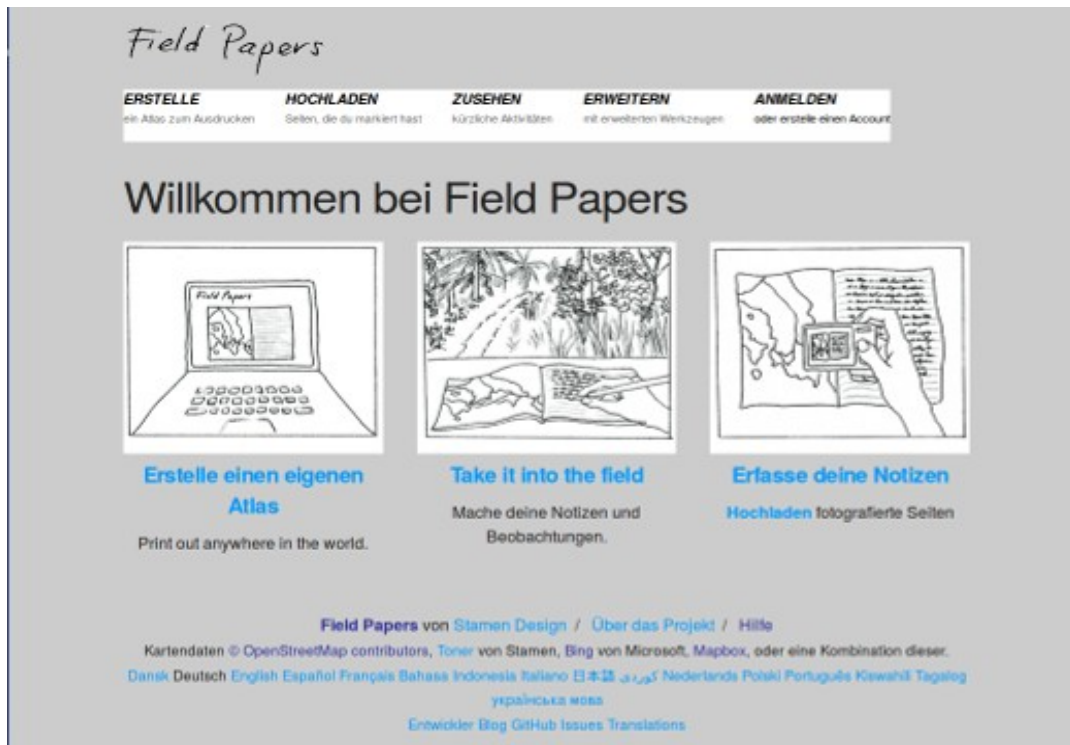 Field Papers
ERSTELLE HOCHLADEN ZUSEHEN ERWEITERN ANMELDEN
ein Atlas zum Ausdrucken Seiten, die du markiert hast kürzliche Aktivitäten mit erweiterten Werkzeugen oder erstelle einen Account
Willkommen bei Field Papers
Field Papers
Erstelle einen eigenen
Atlas
Print out anywhere in the world.
Take it into the field
Mache deine Notizen und
Beobachtungen.
Erfasse deine Notizen
Hochladen fotografierte Seiten
Field Papers von Stamen Design / Über das Projekt / Hilfe
Kartendaten © OpenStreetMap contributors, Toner von Stamen, Bing von Microsoft, Mapbox, oder eine Kombination dieser.
Dansk Deutsch English Español Français Bahasa Indonesia Italiano 日本語 کوردی Nederlands Polski Português Kiswahili Tagalog
українська мова
Entwickler Blog GitHub Issues Translations